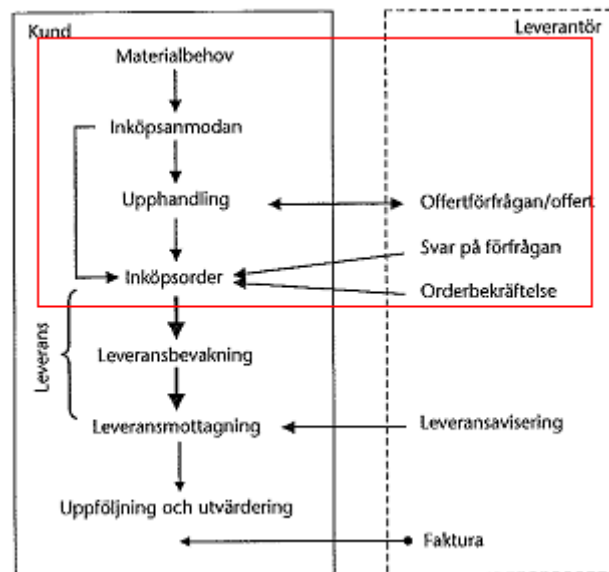 Kund
Leverantör
Materialbehov
Inköpsanmodan
Upphandling
Offertförfrågan/offert
Svar på förfrågan
Inköpsorder
Orderbekräftelse
Leverans
Leveransbevakning
Leveransmottagning
Leveransavisering
Uppföljning och utvärdering
Faktura